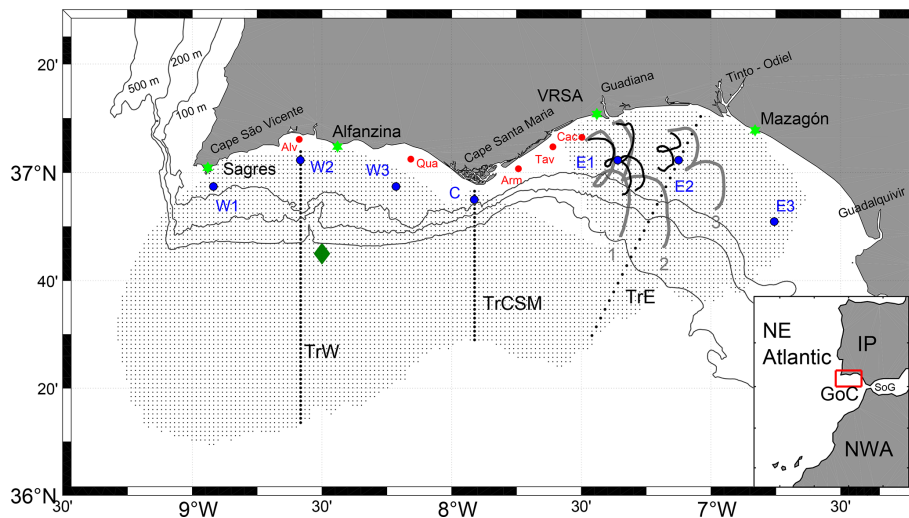 20'
200 m
500 m
100 m
Cape São Vicente
Alfanzina
Cape Santa Maria
VRSA
Guadiana
Tinto - Odiel
Mazagón
Alv
Qua
Cac
Tav
Arm
37°N
Sagres
W1
W2
W3
C
E1
E2
E3
Guadalquivir
1
2
3
40'
TrW
TrCSM
TrE
20'
NE
Atlantic
IP
GoC
SoG
NWA
36°N
30'
9°W
30'
8°W
30'
7°W
30'